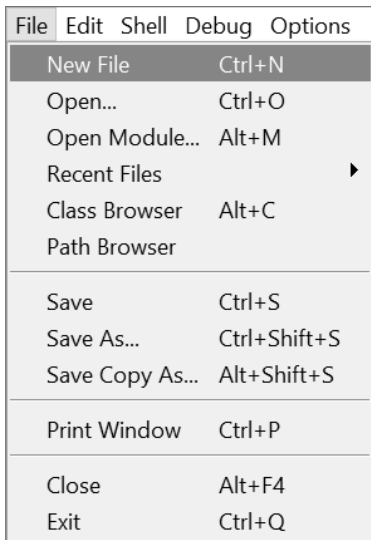 File Edit Shell Debug Options
New File Ctrl+N
Open... Ctrl+O
Open Module... Alt+M
Recent Files
Class Browser Alt+C
Path Browser
Save Ctrl+S
Save As... Ctrl+Shift+S
Save Copy As... Alt+Shift+S
Print Window Ctrl+P
Close Alt+F4
Exit Ctrl+Q